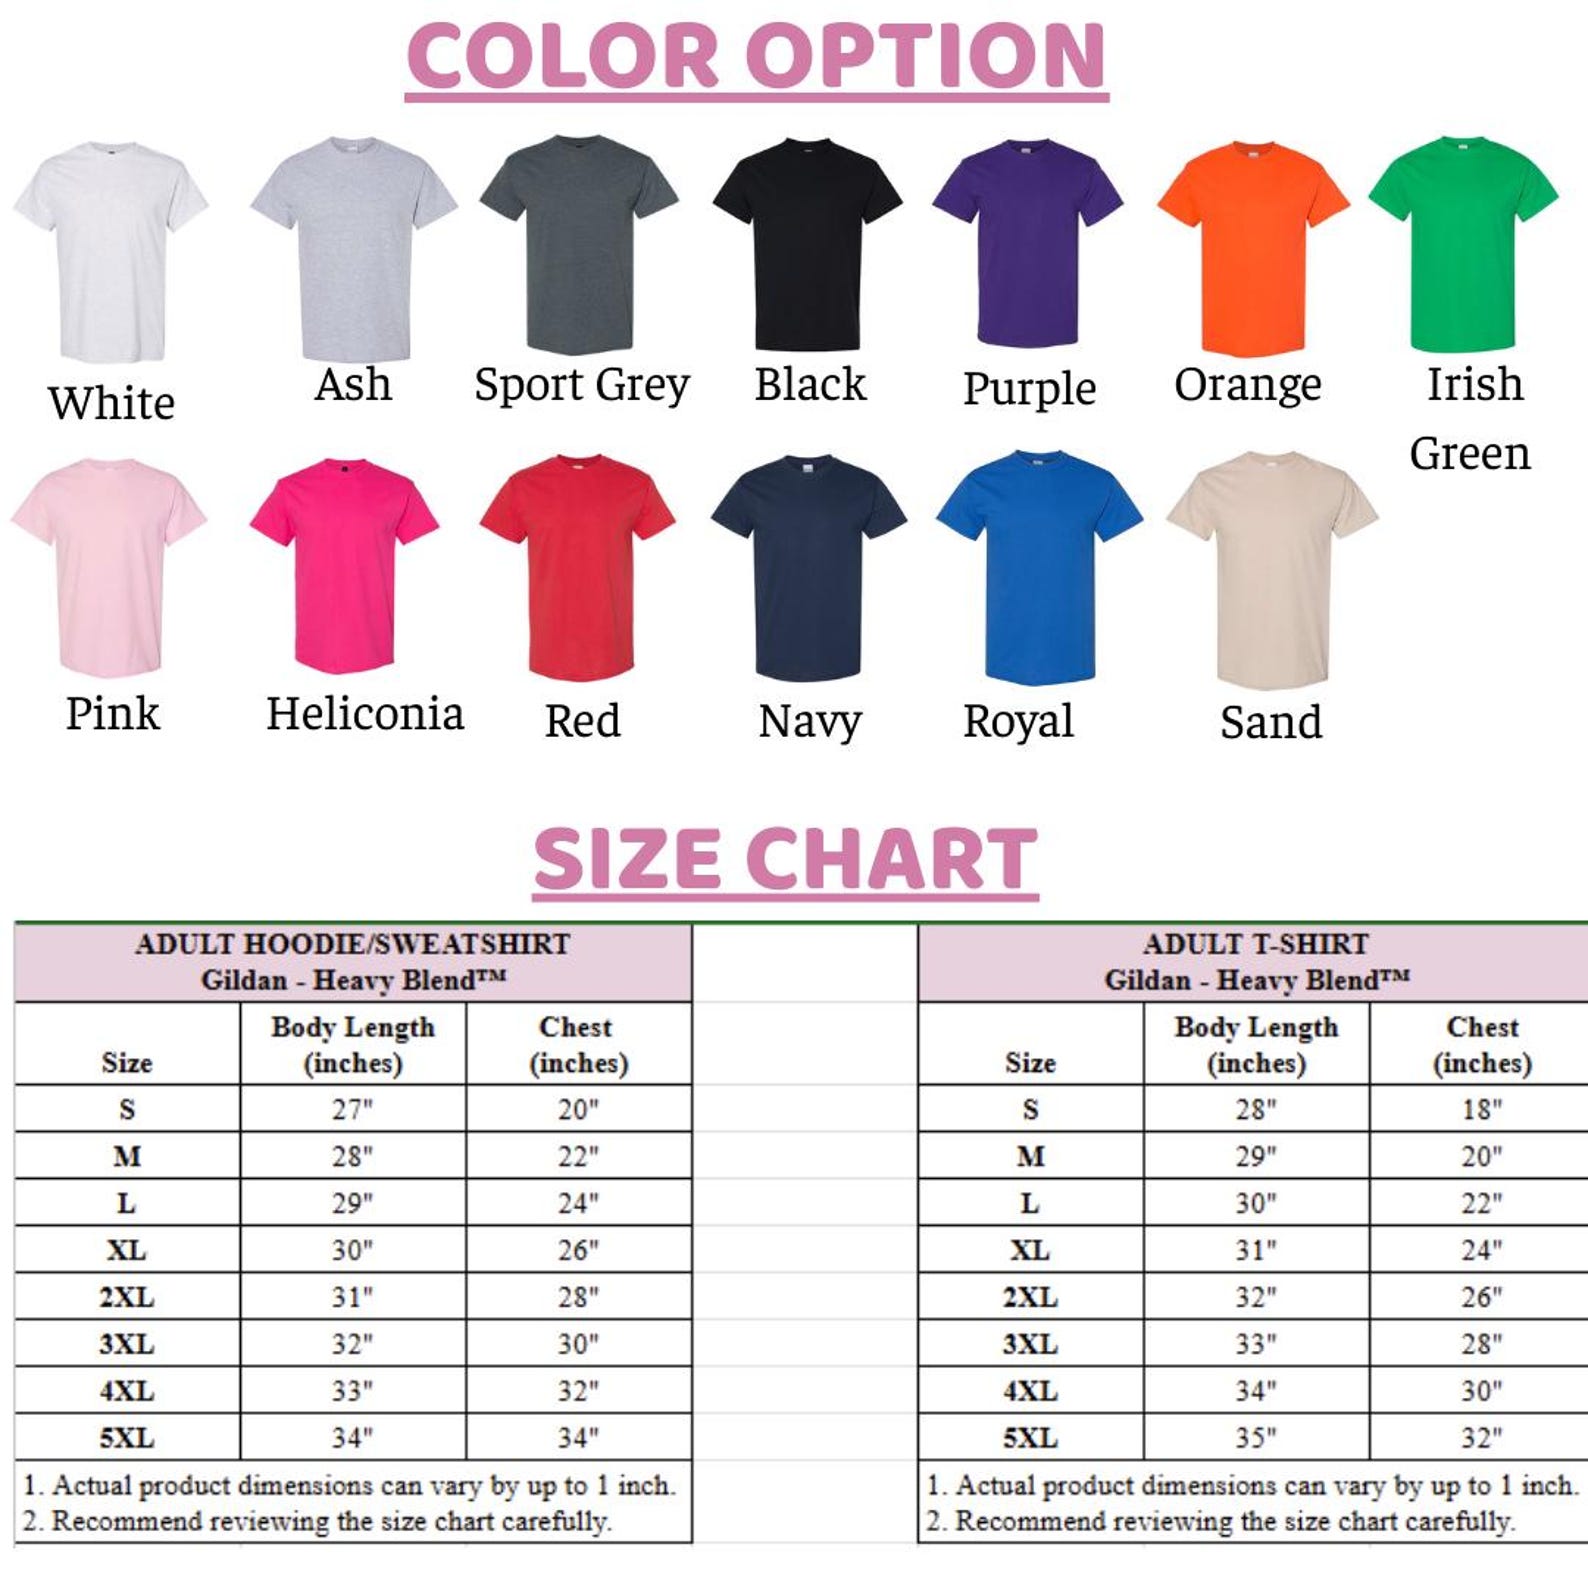 COLOR OPTION
White
Ash
Sport Grey
Black
Purple
Orange
Irish
Green
Pink
Heliconia
Red
Navy
Royal
Sand
SIZE CHART
ADULT HOODIE/SWEATSHIRT
Gildan - Heavy Blend™
Size Body Length (inches) Chest (inches)
S 27" 20"
M 28" 22"
L 29" 24"
XL 30" 26"
2XL 31" 28"
3XL 32" 30"
4XL 33" 32"
5XL 34" 34"
1. Actual product dimensions can vary by up to 1 inch.
2. Recommend reviewing the size chart carefully.
ADULT T-SHIRT
Gildan - Heavy Blend™
Size Body Length (inches) Chest (inches)
S 28" 18"
M 29" 20"
L 30" 22"
XL 31" 24"
2XL 32" 26"
3XL 33" 28"
4XL 34" 30"
5XL 35" 32"
1. Actual product dimensions can vary by up to 1 inch.
2. Recommend reviewing the size chart carefully.